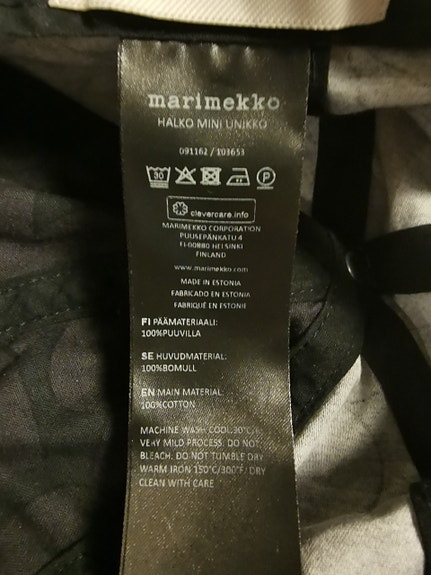 marimekko
HALKO MINI UNIKKO
091162 / 103653
30
P
clevercare.info
MARIMEKKO CORPORATION
PUUSEPÄNKATU 4
FI-00880 HELSINKI
FINLAND
www.marimekko.com
MADE IN ESTONIA
FABRICADO EN ESTONIA
FABRIQUÉ EN ESTONIE
FI PÄÄMATERIAALI:
100%PUUVILLA
SE HUVUDMATERIAL:
100%BOMULL
EN MAIN MATERIAL:
100%COTTON
MACHINE WASH COOL 30°C/
VERY MILD PROCESS. DO NOT
BLEACH. DO NOT TUMBLE DRY
WARM IRON 150°C/300°F/ DRY
CLEAN WITH CARE